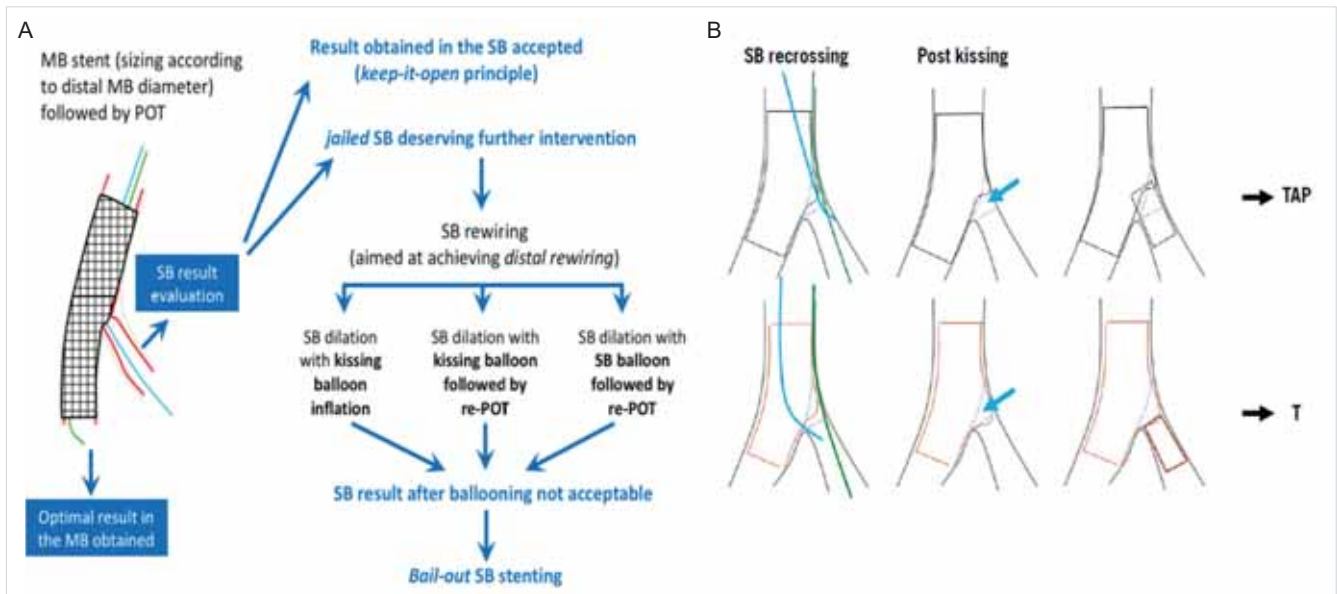 A
MB stent (sizing according
to distal MB diameter)
followed by POT
Result obtained in the SB accepted
(keep-it-open principle)
jailed SB deserving further intervention
SB result
evaluation
SB rewiring
(aimed at achieving distal rewiring)
SB dilation
with kissing
balloon
inflation
SB dilation with
kissing balloon
followed by
re-POT
SB dilation with
SB balloon
followed by
re-POT
SB result after ballooning not acceptable
Optimal result in
the MB obtained
Bail-out SB stenting
B
SB recrossing
Post kissing
TAP
T